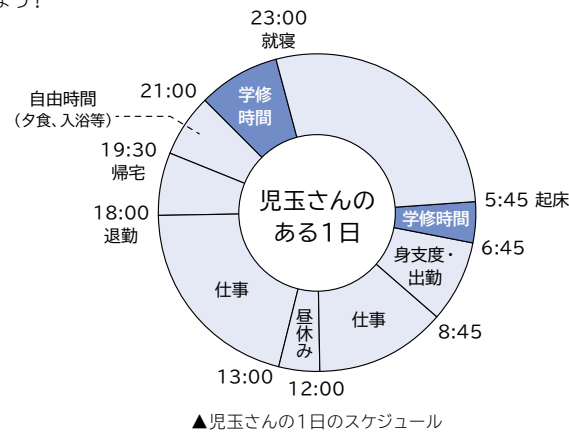 よう！
23:00
就寝
学修
時間
21:00
自由時間
（夕食、入浴等）
19:30
帰宅
18:00
退勤
児玉さんの
ある1日
5:45 起床
学修時間
6:45
身支度・
出勤
8:45
仕事
仕事
昼休み
13:00
12:00
▲児玉さんの1日のスケジュール